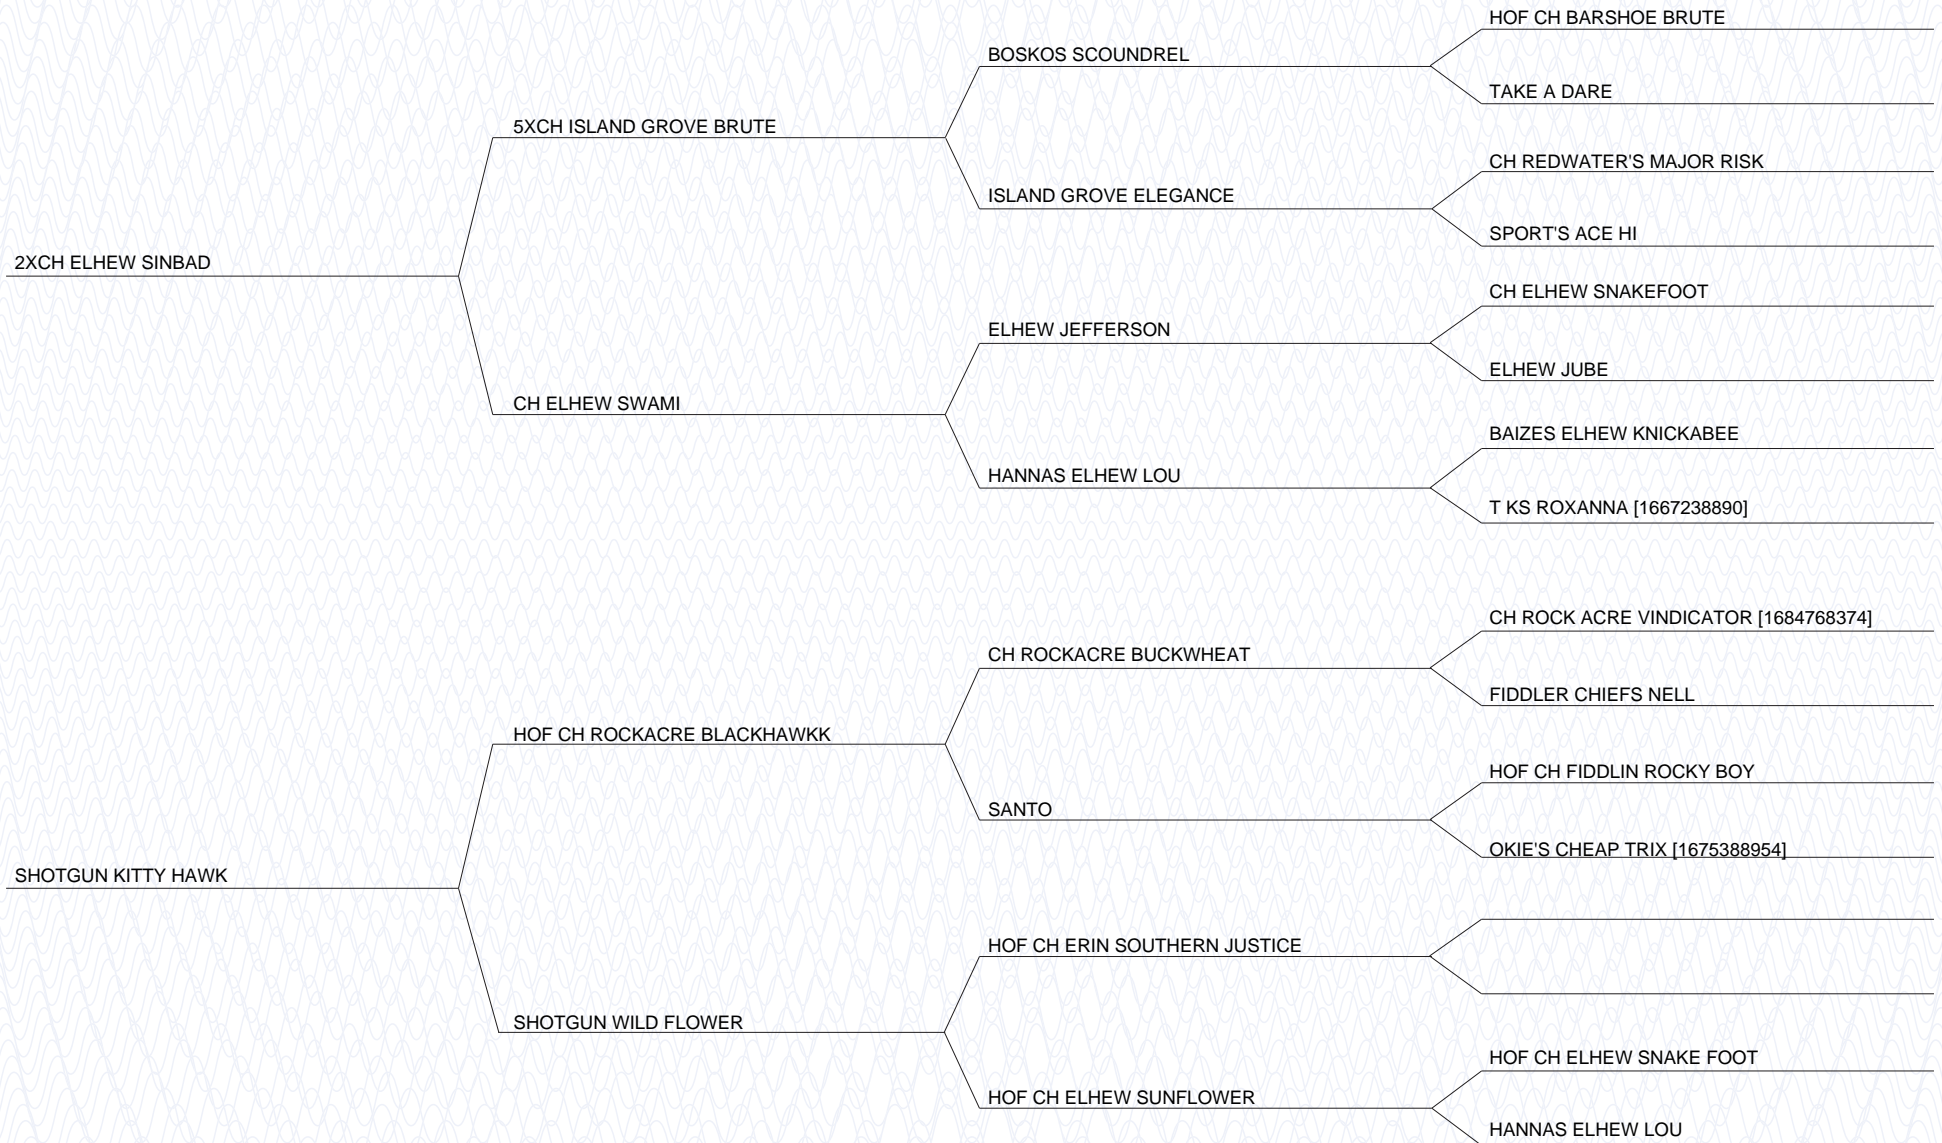 HOF CH BARSHOE BRUTE
BOSKOS SCOUNDREL
TAKE A DARE
5XCH ISLAND GROVE BRUTE
CH REDWATER'S MAJOR RISK
ISLAND GROVE ELEGANCE
SPORT'S ACE HI
2XCH ELHEW SINBAD
CH ELHEW SNAKEFOOT
ELHEW JEFFERSON
ELHEW JUBE
CH ELHEW SWAMI
BAIZES ELHEW KNICKABEE
HANNAS ELHEW LOU
T KS ROXANNA [1667238890]
CH ROCK ACRE VINDICATOR [1684768374]
CH ROCKACRE BUCKWHEAT
FIDDLER CHIEFS NELL
HOF CH ROCKACRE BLACKHAWKK
HOF CH FIDDLIN ROCKY BOY
SANTO
OKIE'S CHEAP TRIX [1675388954]
SHOTGUN KITTY HAWK
HOF CH ERIN SOUTHERN JUSTICE
SHOTGUN WILD FLOWER
HOF CH ELHEW SNAKE FOOT
HOF CH ELHEW SUNFLOWER
HANNAS ELHEW LOU